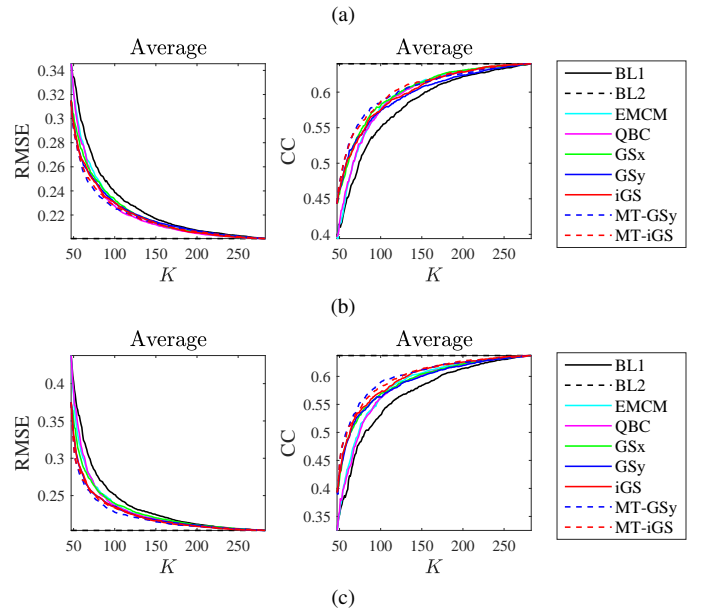 (a)
Average
Average
0.34
0.32
0.3
0.28
0.26
0.24
0.22
RMSE
50
100
150
200
250
K
0.6
0.55
0.5
0.45
0.4
CC
50
100
150
200
250
K
BL1
BL2
EMCM
QBC
GSx
GSy
iGS
MT-GSy
MT-iGS
(b)
Average
Average
0.4
0.35
0.3
0.25
RMSE
50
100
150
200
250
K
0.6
0.55
0.5
0.45
0.4
0.35
CC
50
100
150
200
250
K
BL1
BL2
EMCM
QBC
GSx
GSy
iGS
MT-GSy
MT-iGS
(c)